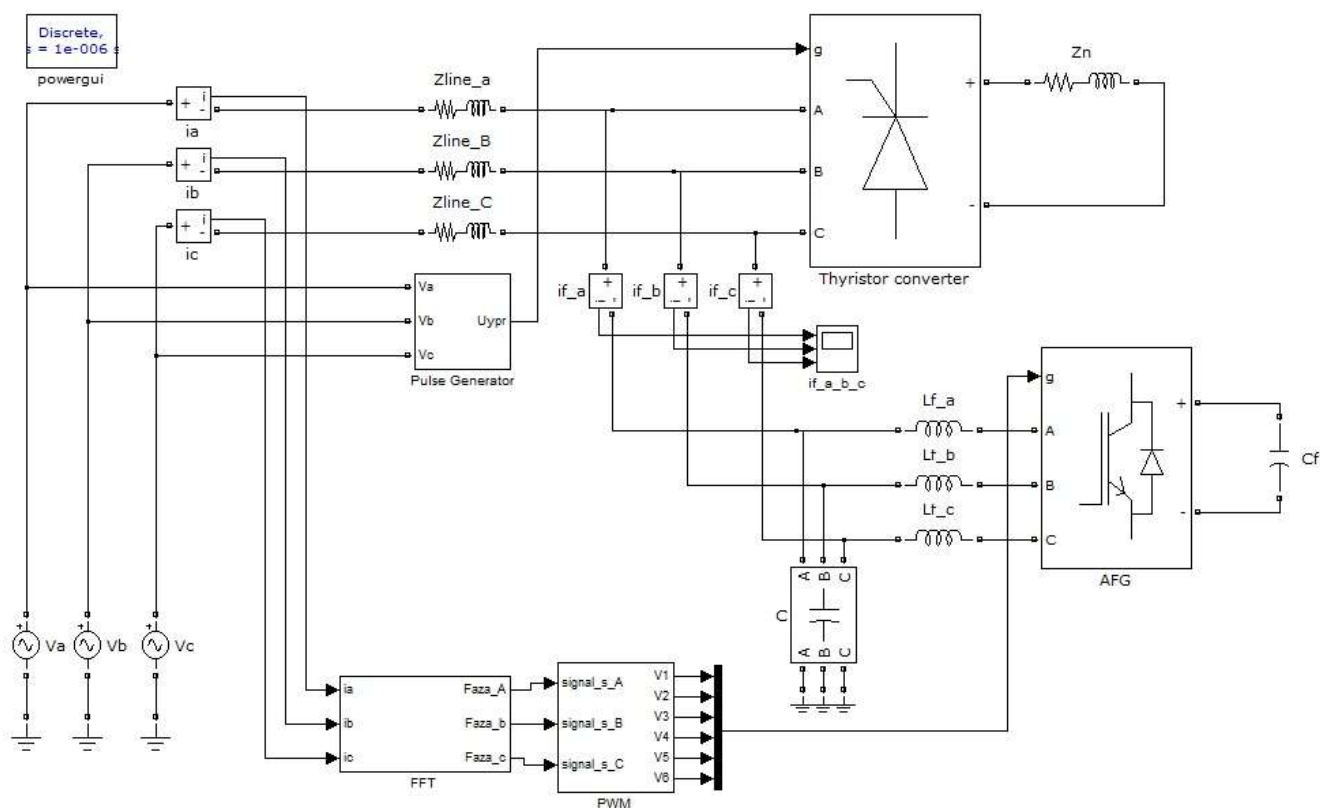 Discrete,
s = 1e-006 s
powergui
+ i
-
ia
+ i
-
ib
+ i
-
ic
Zline_a
Zline_B
Zline_C
g
A
B
C
+
-
Thyristor converter
Zn
Va
Vb
Vc
Uypr
Pulse Generator
if_a
+
if_b
+
if_c
+
if_a_b_c
Lf_a
Lf_b
Lf_c
g
A
B
C
+
-
AFG
Cf
A B C
C
A B C
+
Va
+
Vb
+
Vc
ia
ib
ic
Faza_A
Faza_b
Faza_c
FFT
signal_s_A
signal_s_B
signal_s_C
V1
V2
V3
V4
V5
V6
PWM